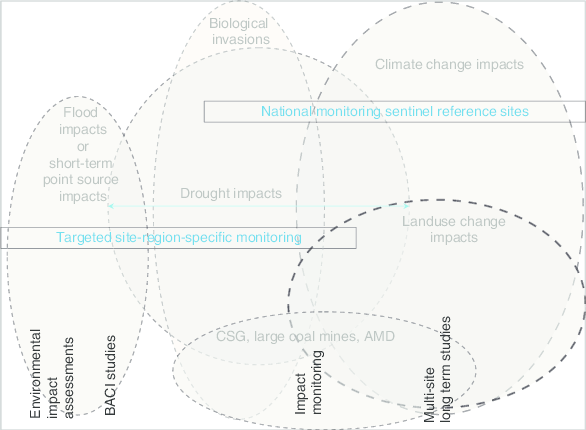 Biological
invasions
Climate change impacts
National monitoring sentinel reference sites
Flood
impacts
or
short-term
point source
impacts
Drought impacts
Landuse change
impacts
Targeted site-region-specific monitoring
CSG, large coal mines, AMD
Environmental
impact
assessments
BACI studies
Impact
monitoring
Multi-site
long term studies